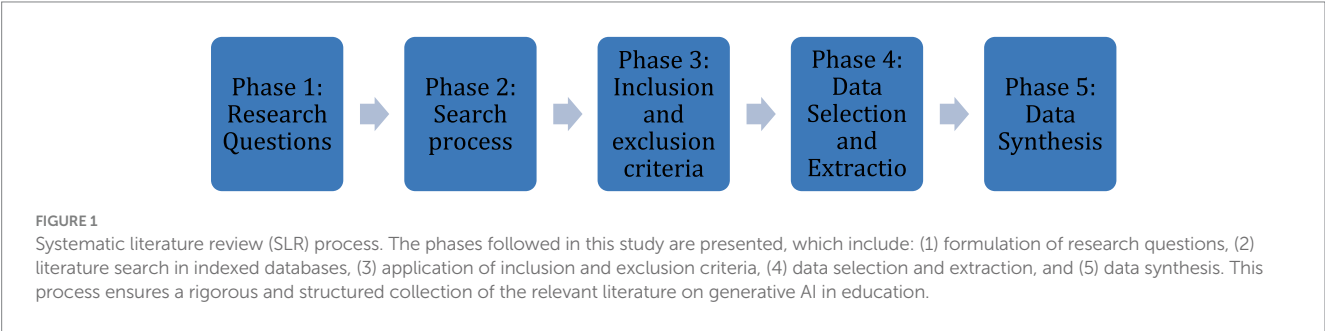 Phase 1:
Research
Questions
Phase 2:
Search
process
Phase 3:
Inclusion
and
exclusion
criteria
Phase 4:
Data
Selection
and
Extractio
Phase 5:
Data
Synthesis
FIGURE 1
Systematic literature review (SLR) process. The phases followed in this study are presented, which include: (1) formulation of research questions, (2)
literature search in indexed databases, (3) application of inclusion and exclusion criteria, (4) data selection and extraction, and (5) data synthesis. This
process ensures a rigorous and structured collection of the relevant literature on generative AI in education.